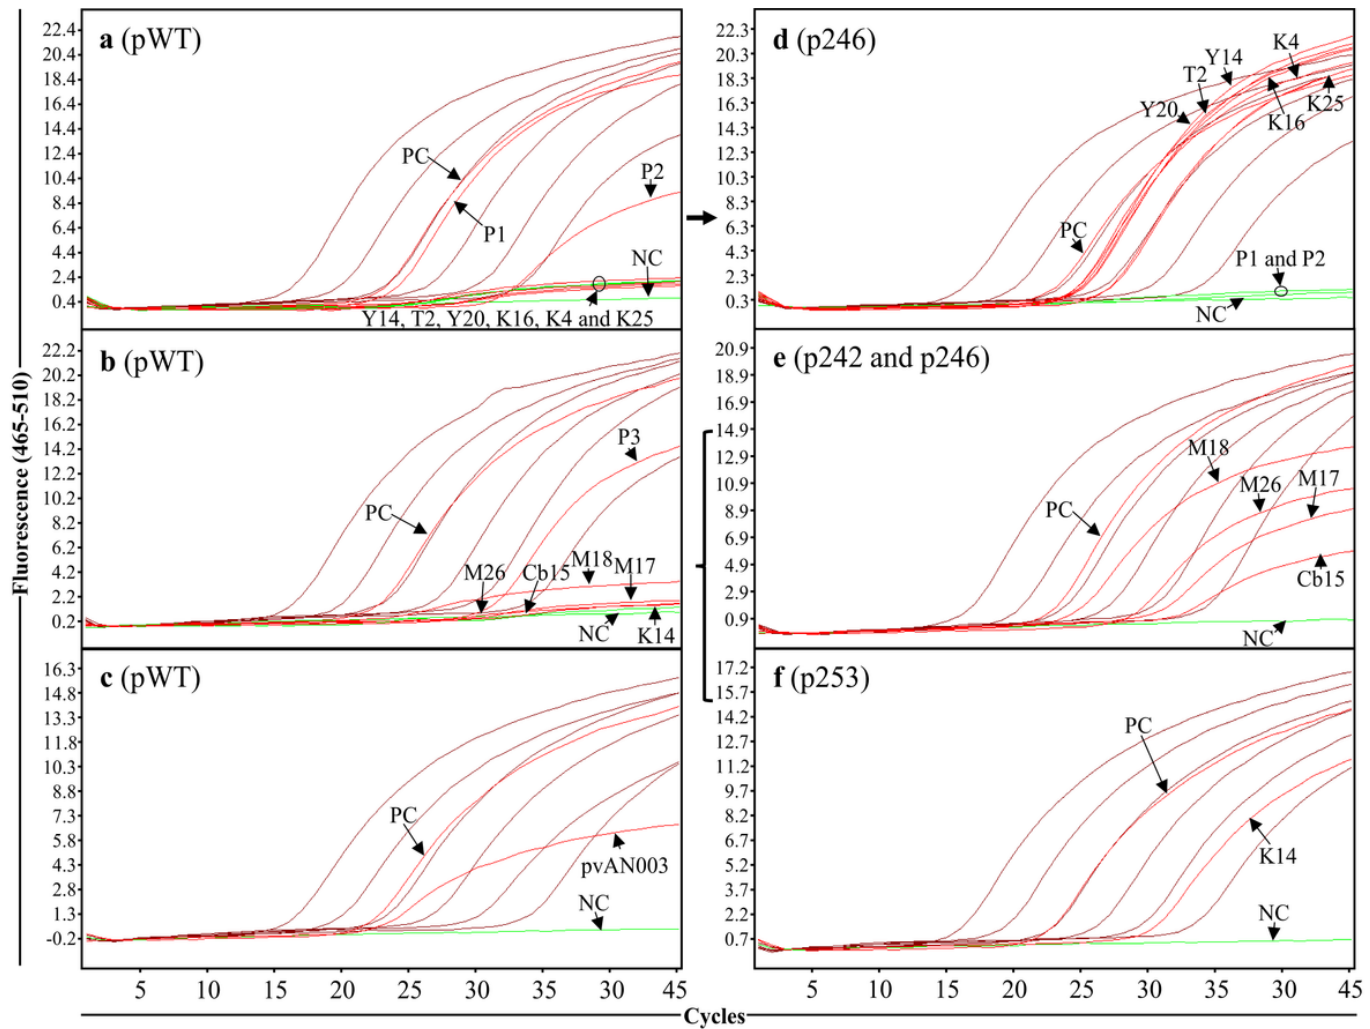 Fluorescence (465-510)
a (pWT)
22.4
20.4
18.4
16.4
14.4
12.4
10.4
8.4
6.4
4.4
2.4
0.4
PC
P1
P2
NC
Y14, T2, Y20, K16, K4 and K25
d (p246)
22.3
20.3
18.3
16.3
14.3
12.3
10.3
8.3
6.3
4.3
2.3
0.3
Y14
K4
T2
Y20
K16
K25
PC
P1 and P2
NC
b (pWT)
22.2
20.2
18.2
16.2
14.2
12.2
10.2
8.2
6.2
4.2
2.2
0.2
P3
PC
M26
Cb15
M18
M17
NC
K14
e (p242 and p246)
20.9
18.9
16.9
14.9
12.9
10.9
8.9
6.9
4.9
2.9
0.9
M18
M26
M17
PC
Cb15
NC
c (pWT)
16.3
14.8
13.3
11.8
10.3
8.8
7.3
5.8
4.3
2.8
1.3
-0.2
PC
pvAN003
NC
5 10 15 20 25 30 35 30 45
f (p253)
17.2
15.7
14.2
12.7
11.2
9.7
8.2
6.7
5.2
3.7
2.2
0.7
PC
K14
NC
5 10 15 20 25 30 35 40 45
Cycles